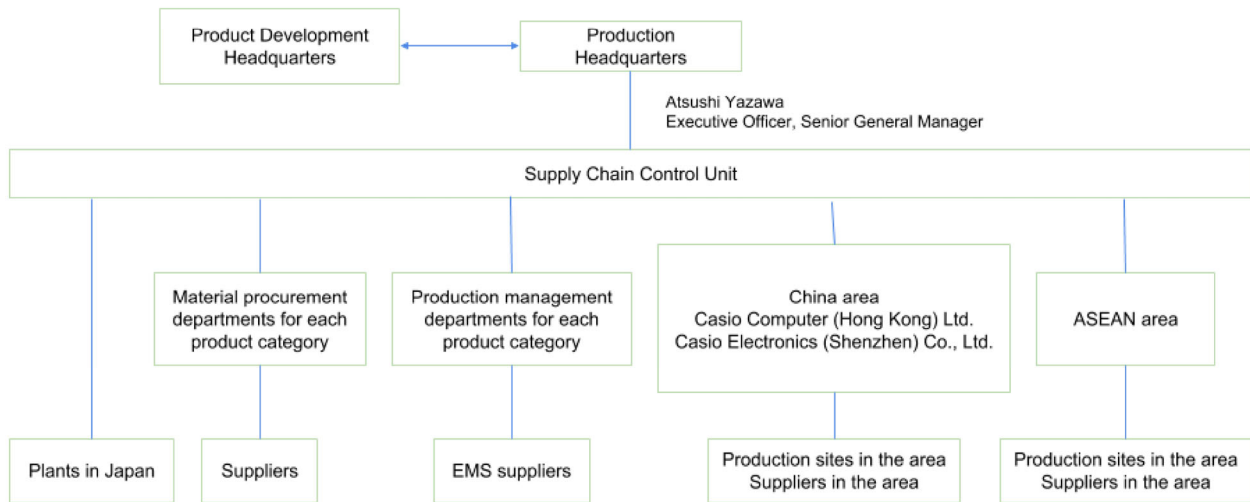 Product Development
Headquarters
Production
Headquarters
Atsushi Yazawa
Executive Officer, Senior General Manager
Supply Chain Control Unit
Material procurement
departments for each
product category
Production management
departments for each
product category
China area
Casio Computer (Hong Kong) Ltd.
Casio Electronics (Shenzhen) Co., Ltd.
ASEAN area
Plants in Japan
Suppliers
EMS suppliers
Production sites in the area
Suppliers in the area
Production sites in the area
Suppliers in the area